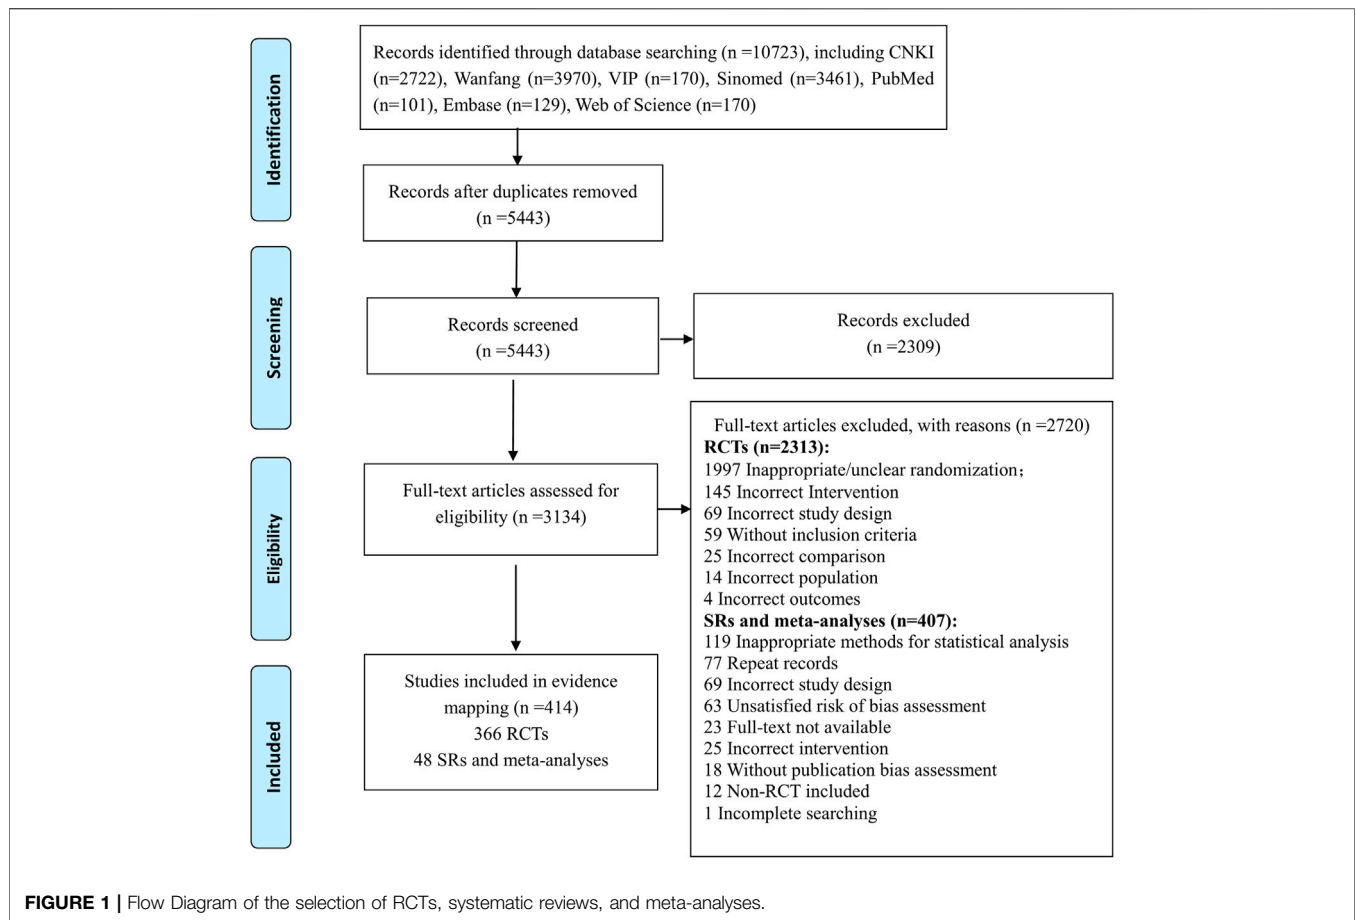 Identification
Records identified through database searching (n =10723), including CNKI
(n=2722), Wanfang (n=3970), VIP (n=170), Sinomed (n=3461), PubMed
(n=101), Embase (n=129), Web of Science (n=170)
Records after duplicates removed
(n =5443)
Screening
Records screened
(n =5443)
Records excluded
(n =2309)
Eligibility
Full-text articles assessed for
eligibility (n =3134)
Full-text articles excluded, with reasons (n =2720)
RCTs (n=2313):
1997 Inappropriate/unclear randomization；
145 Incorrect Intervention
69 Incorrect study design
59 Without inclusion criteria
25 Incorrect comparison
14 Incorrect population
4 Incorrect outcomes
SRs and meta-analyses (n=407):
119 Inappropriate methods for statistical analysis
77 Repeat records
69 Incorrect study design
63 Unsatisfied risk of bias assessment
23 Full-text not available
25 Incorrect intervention
18 Without publication bias assessment
12 Non-RCT included
1 Incomplete searching
Included
Studies included in evidence
mapping (n =414)
366 RCTs
48 SRs and meta-analyses
FIGURE 1 | Flow Diagram of the selection of RCTs, systematic reviews, and meta-analyses.